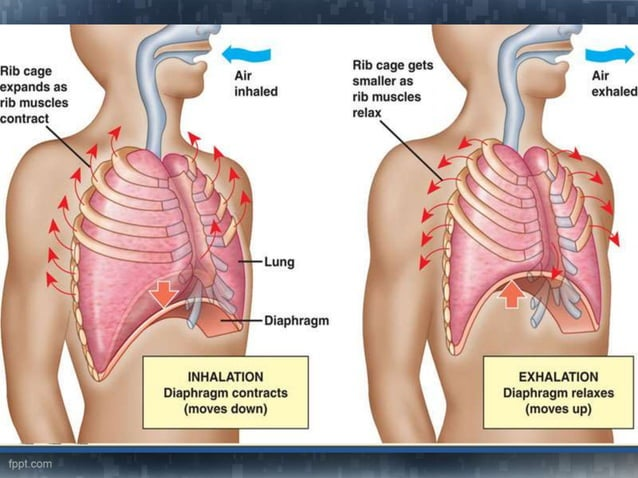 Rib cage
expands as
rib muscles
contract
Air
inhaled
Lung
Diaphragm
INHALATION
Diaphragm contracts
(moves down)
Rib cage gets
smaller as
rib muscles
relax
Air
exhaled
EXHALATION
Diaphragm relaxes
(moves up)
fppt.com